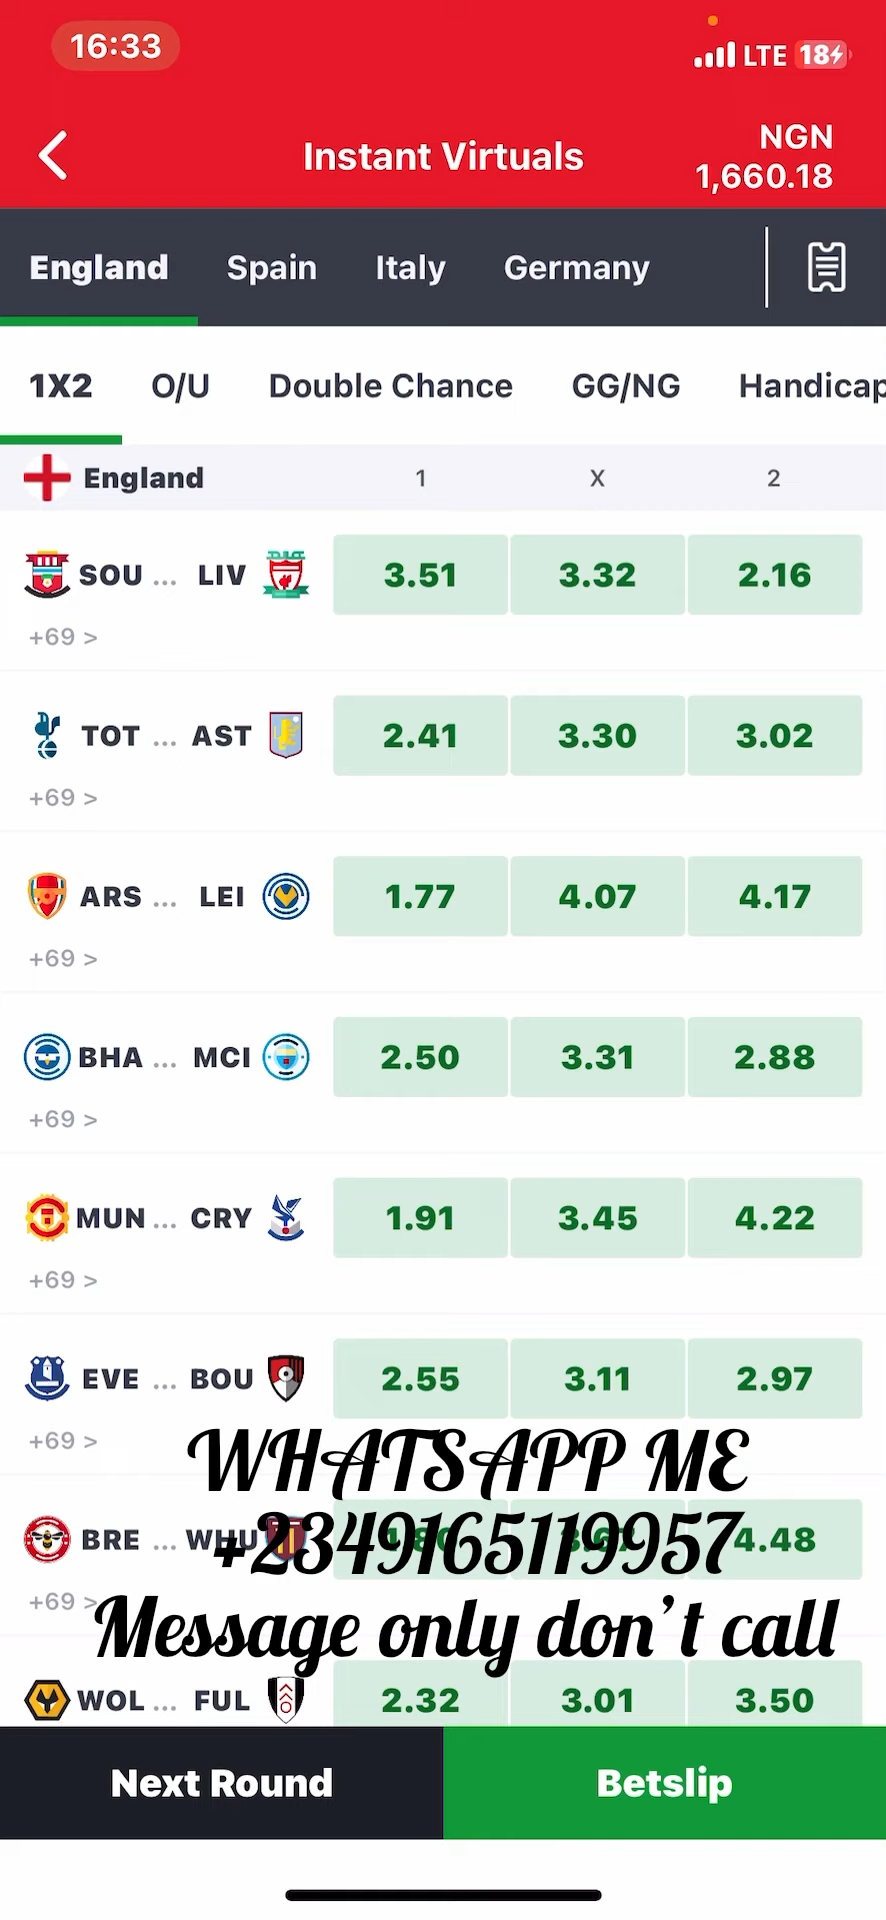 16:33 LTE 18
Instant Virtuals NGN 1,660.18
England Spain Italy Germany
1X2 O/U Double Chance GG/NG Handicap
England 1 X 2
SOU ... LIV 3.51 3.32 2.16
+69 >
TOT ... AST 2.41 3.30 3.02
+69 >
ARS ... LEI 1.77 4.07 4.17
+69 >
BHA ... MCI 2.50 3.31 2.88
+69 >
MUN ... CRY 1.91 3.45 4.22
+69 >
EVE ... BOU 2.55 3.11 2.97
+69 >
WHATSAPP ME
BRE ... WHU 4.48
+2349165119957
+69 >
Message only don't call
WOL ... FUL 2.32 3.01 3.50
Next Round Betslip